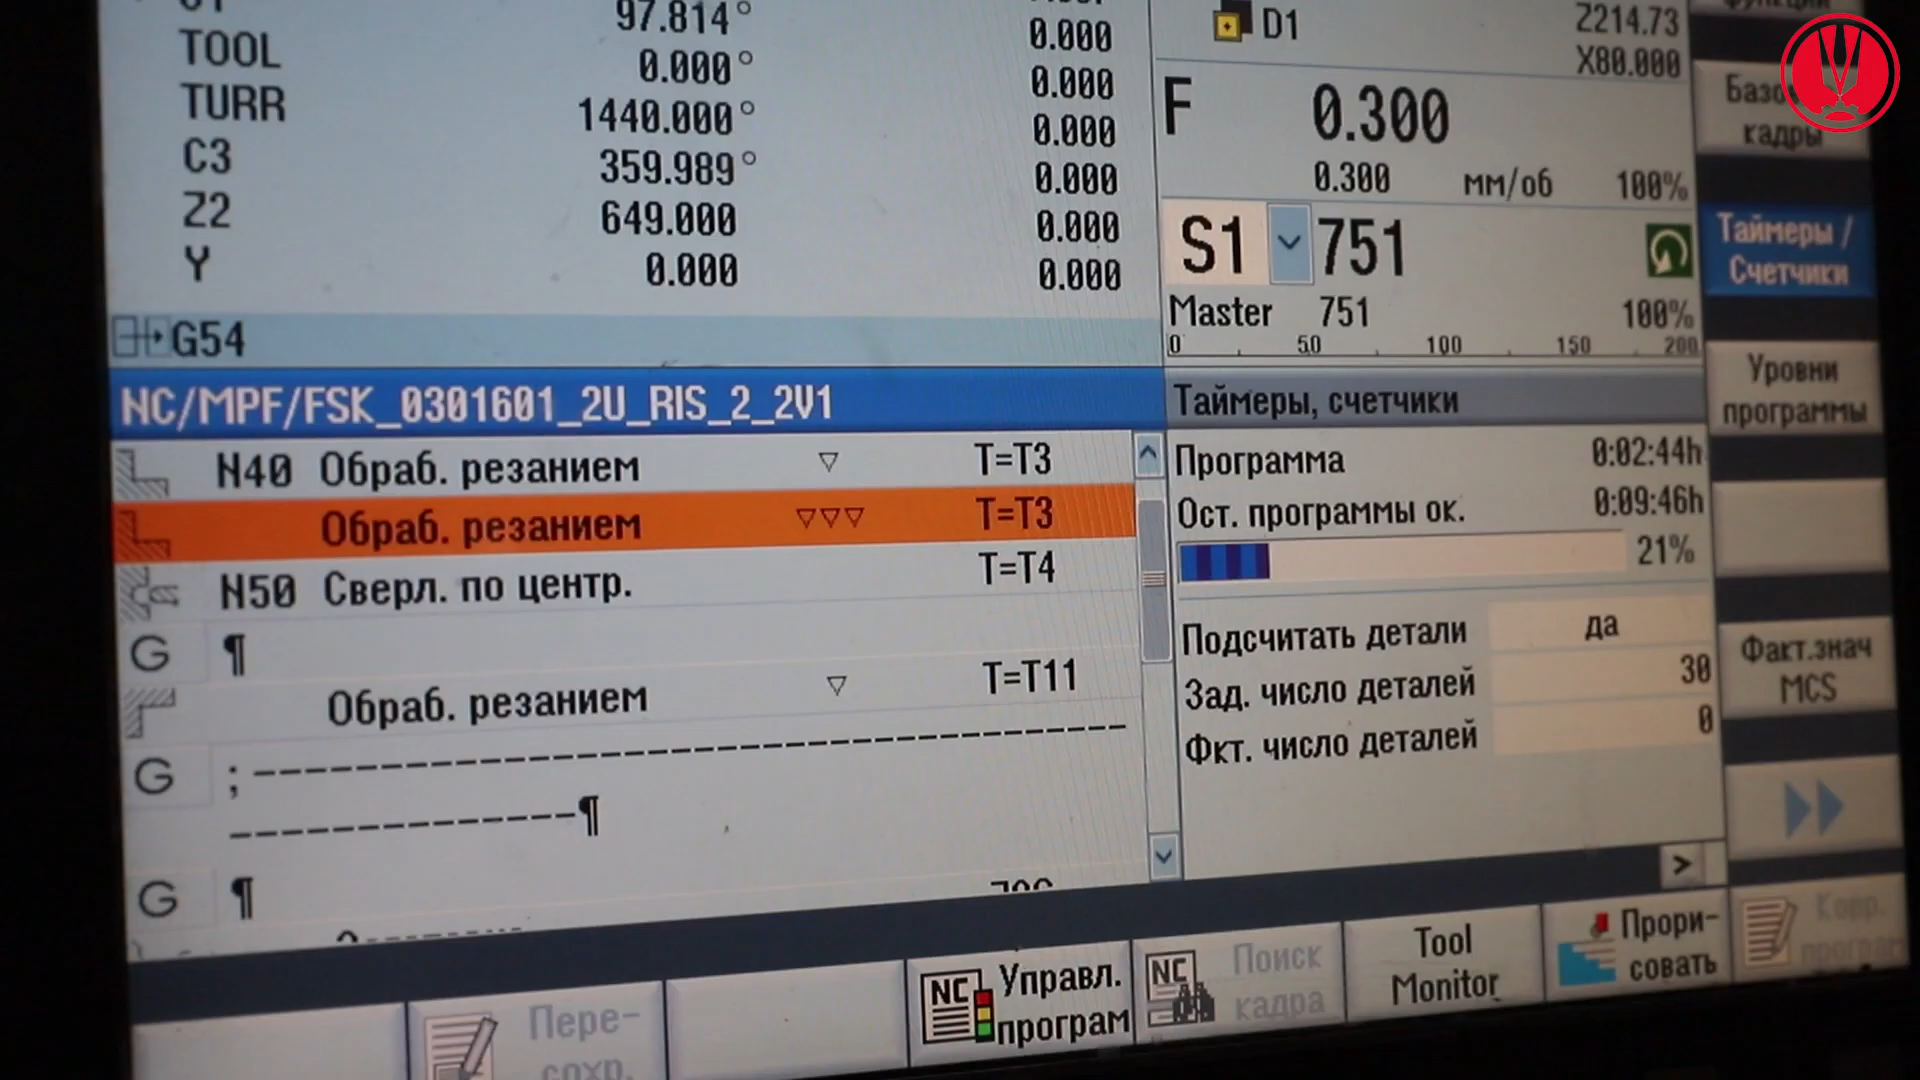 97.814°
TOOL 0.000° 0.000
TURR 1440.000° 0.000
C3 359.989° 0.000
Z2 649.000 0.000
Y 0.000 0.000
0.000
G54
D1
Z214.73
X80.000
F 0.300
0.300 мм/об 100%
S1 751
Master 751 100%
0 50 100 150 200
NC/MPF/FSK_0301601_2U_RIS_2_2V1
N40 Обраб. резанием ▽ T=T3
Обраб. резанием ▽▽▽ T=T3
N50 Сверл. по центр. T=T4
G ¶
Обраб. резанием ▽ T=T11
G ;------------------------------------
---------------¶
G ¶
Таймеры, счетчики
Программа 0:02:44h
Ост. программы ок. 0:09:46h
21%
Подсчитать детали да
Зад. число деталей 30
Фкт. число деталей 0
>
кадры
Таймеры /
Счетчики
Уровни
программы
Факт.знач
MCS
Пере-
сохр.
NC Управл.
програм
NC Поиск
кадра
Tool
Monitor
Прори-
совать